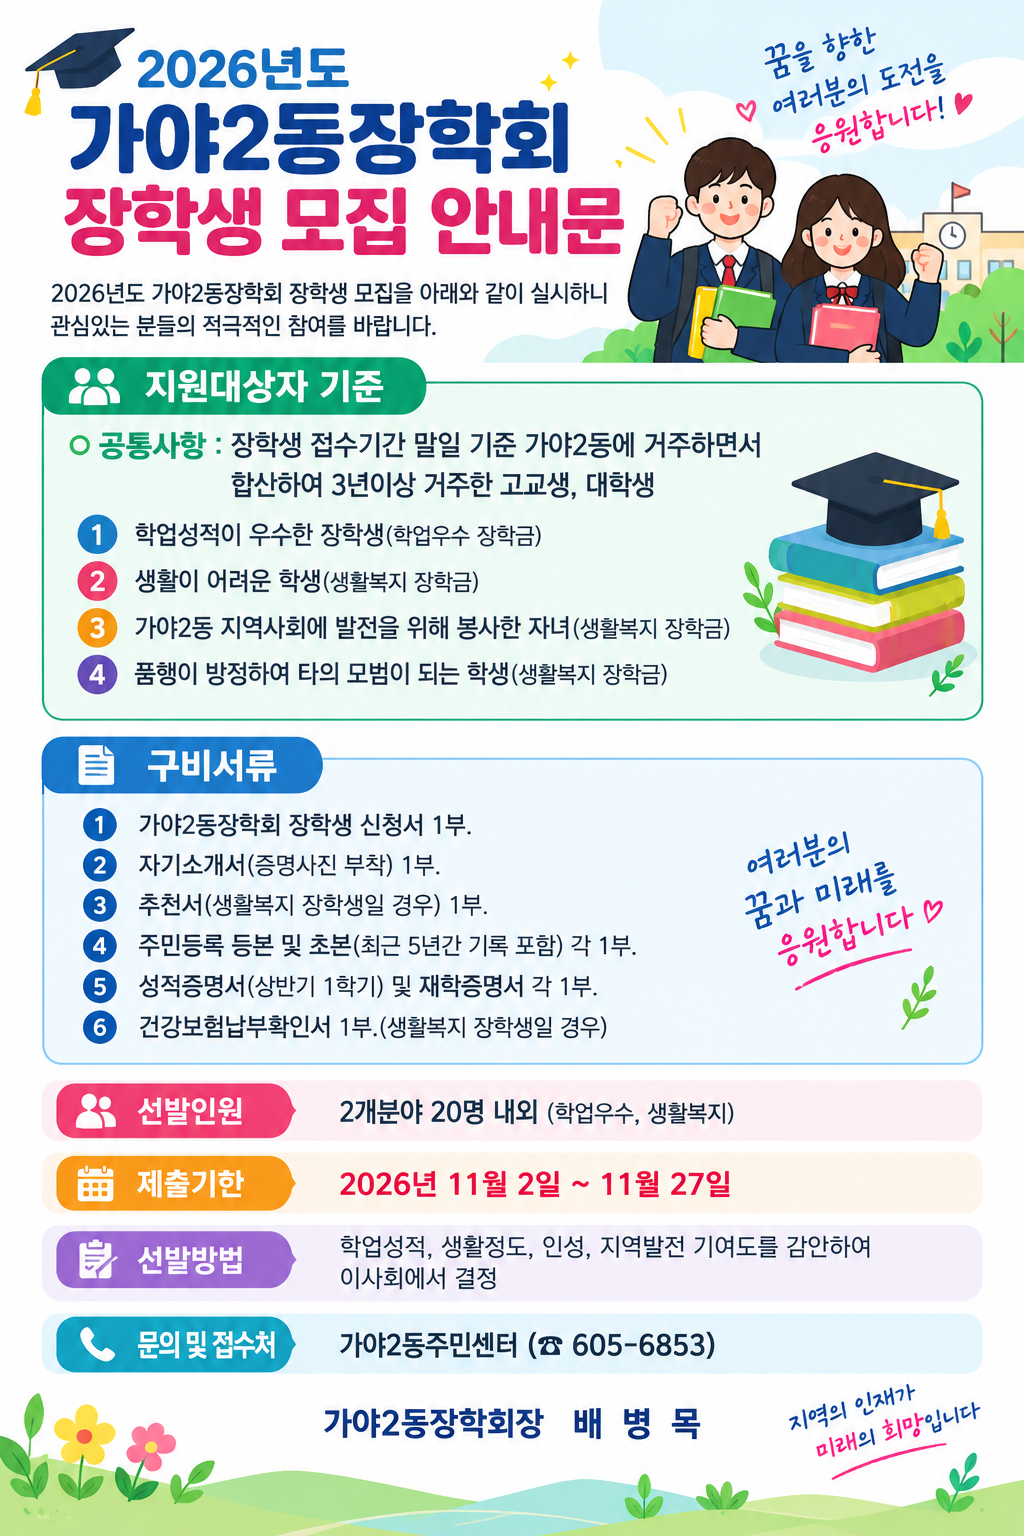 2026년도
가야2동장학회
장학생 모집 안내문
꿈을 향한
여러분의 도전을
응원합니다!
2026년도 가야2동장학회 장학생 모집을 아래와 같이 실시하니
관심있는 분들의 적극적인 참여를 바랍니다.
지원대상자 기준
공통사항 : 장학생 접수기간 말일 기준 가야2동에 거주하면서
합산하여 3년이상 거주한 고교생, 대학생
1 학업성적이 우수한 장학생(학업우수 장학금)
2 생활이 어려운 학생(생활복지 장학금)
3 가야2동 지역사회에 발전을 위해 봉사한 자녀(생활복지 장학금)
4 품행이 방정하여 타의 모범이 되는 학생(생활복지 장학금)
구비서류
1 가야2동장학회 장학생 신청서 1부.
2 자기소개서(증명사진 부착) 1부.
3 추천서(생활복지 장학생일 경우) 1부.
4 주민등록 등본 및 초본(최근 5년간 기록 포함) 각 1부.
5 성적증명서(상반기 1학기) 및 재학증명서 각 1부.
6 건강보험납부확인서 1부.(생활복지 장학생일 경우)
여러분의
꿈과 미래를
응원합니다
선발인원 2개분야 20명 내외 (학업우수, 생활복지)
제출기한 2026년 11월 2일 ~ 11월 27일
선발방법 학업성적, 생활정도, 인성, 지역발전 기여도를 감안하여
이사회에서 결정
문의 및 접수처 가야2동주민센터 (☎ 605-6853)
가야2동장학회장 배 병 목
지역의 인재가
미래의 희망입니다